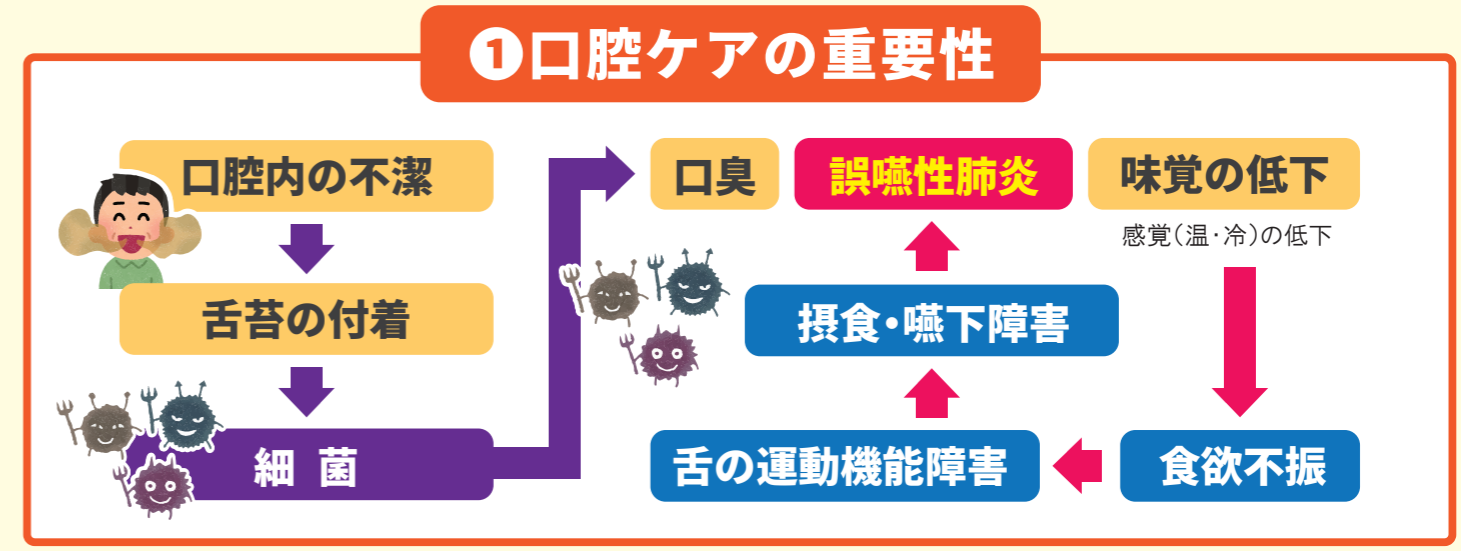 ❶口腔ケアの重要性
口腔内の不潔
舌苔の付着
細菌
口臭
誤嚥性肺炎
味覚の低下
感覚(温・冷)の低下
摂食・嚥下障害
舌の運動機能障害
食欲不振